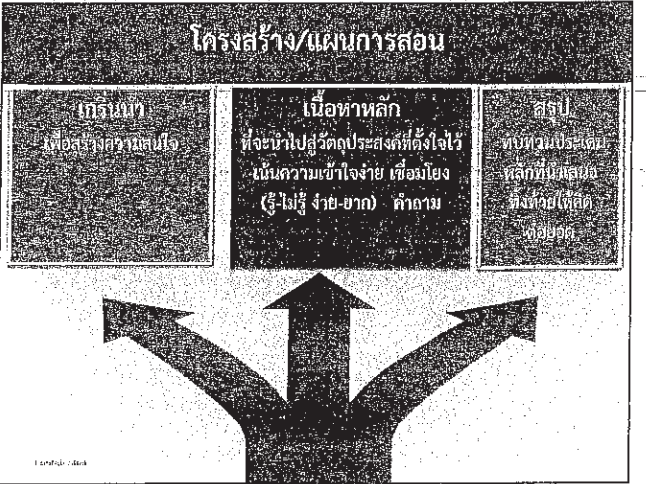 โครงสร้าง/แผนการสอน
เกริ่นนำ
เพื่อสร้างความสนใจ
เนื้อหาหลัก
ที่จะนำไปสู่วัตถุประสงค์ที่ตั้งใจไว้
เน้นความเข้าใจง่าย เชื่อมโยง
(รู้-ไม่รู้ ง่าย-ยาก) คำถาม
สรุป
ทบทวนประเด็น
หลักที่นำเสนอ
ทิ้งท้ายให้คิด
ต่อยอด